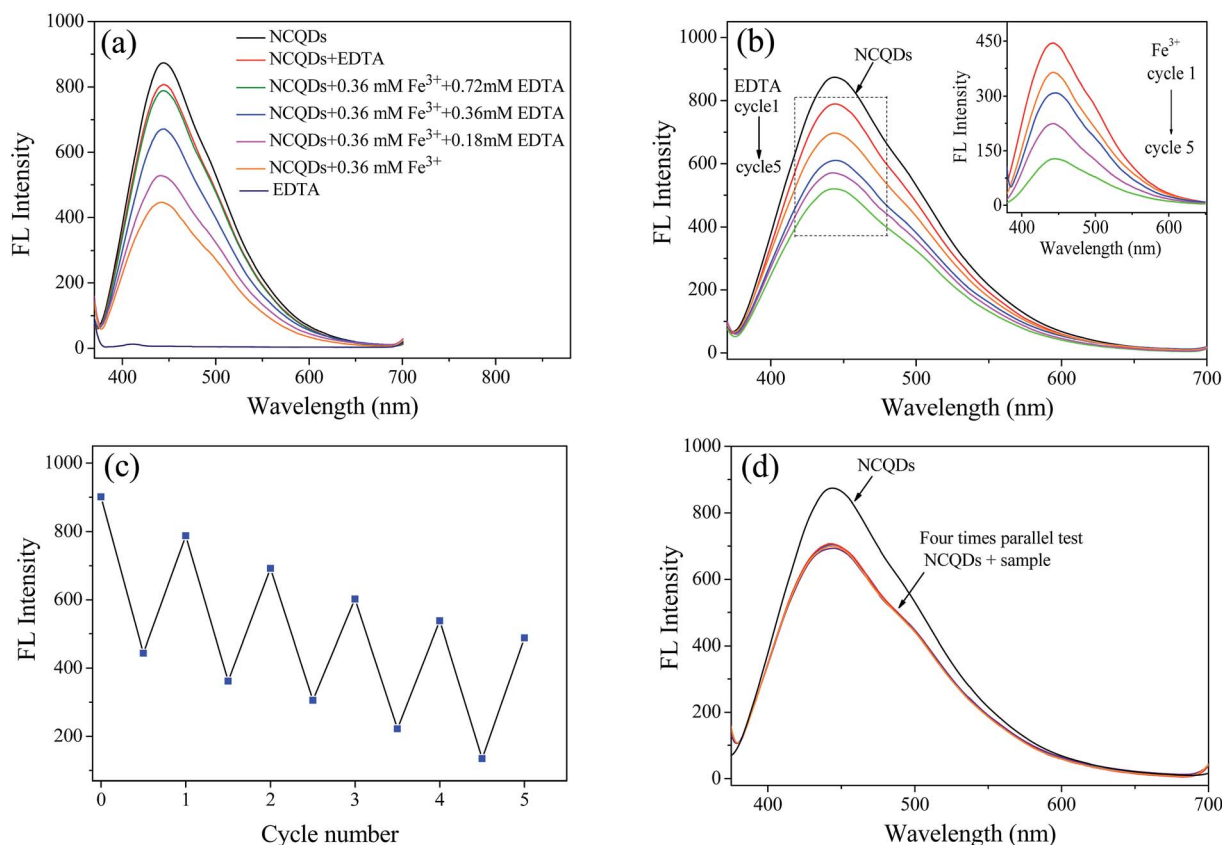 (a)
NCQDs
NCQDs+EDTA
NCQDs+0.36 mM Fe³⁺+0.72mM EDTA
NCQDs+0.36 mM Fe³⁺+0.36mM EDTA
NCQDs+0.36 mM Fe³⁺+0.18mM EDTA
NCQDs+0.36 mM Fe³⁺
EDTA
1000
800
600
400
200
0
FL Intensity
400 500 600 700 800
Wavelength (nm)
(b)
NCQDs
EDTA
cycle1
cycle5
1000
800
600
400
200
0
FL Intensity
400 500 600 700
Wavelength (nm)
450
300
150
0
FL Intensity
Fe³⁺
cycle 1
cycle 5
400 500 600
Wavelength (nm)
(c)
1000
800
600
400
200
FL Intensity
0 1 2 3 4 5
Cycle number
(d)
NCQDs
Four times parallel test
NCQDs + sample
1000
800
600
400
200
0
FL Intensity
400 500 600 700
Wavelength (nm)